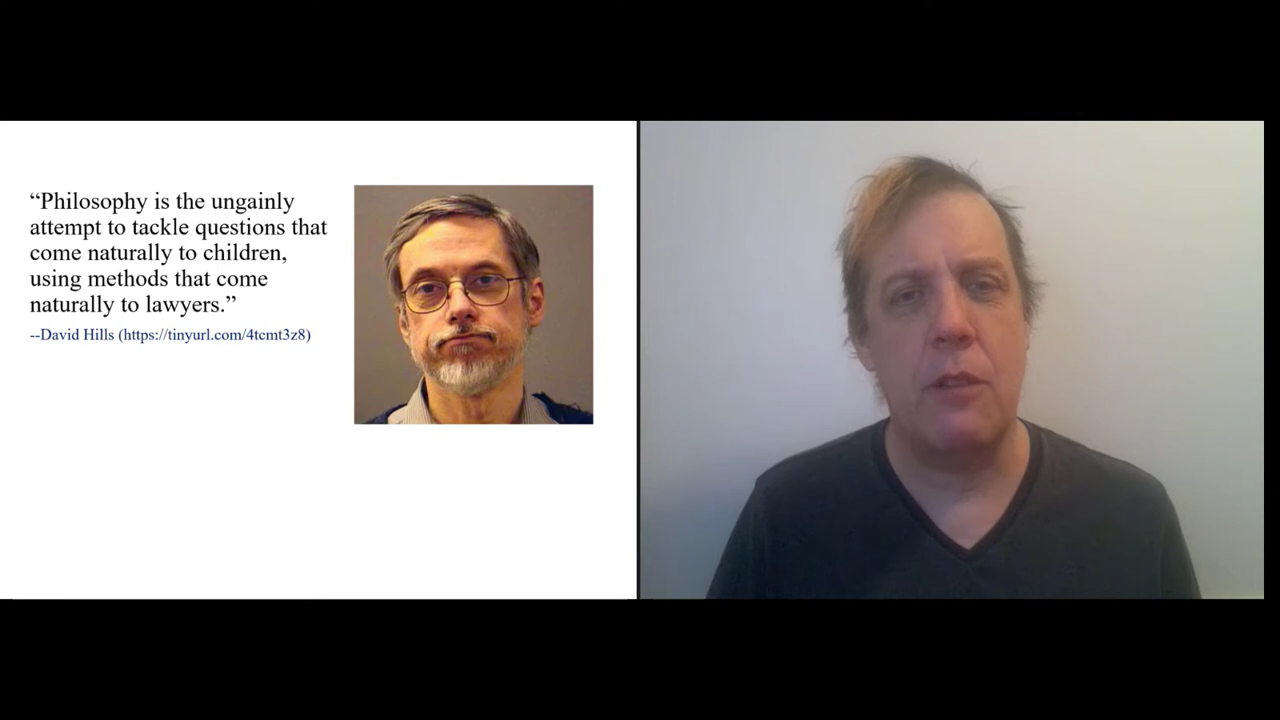 “Philosophy is the ungainly
attempt to tackle questions that
come naturally to children,
using methods that come
naturally to lawyers.”
--David Hills (https://tinyurl.com/4tcmt3z8)